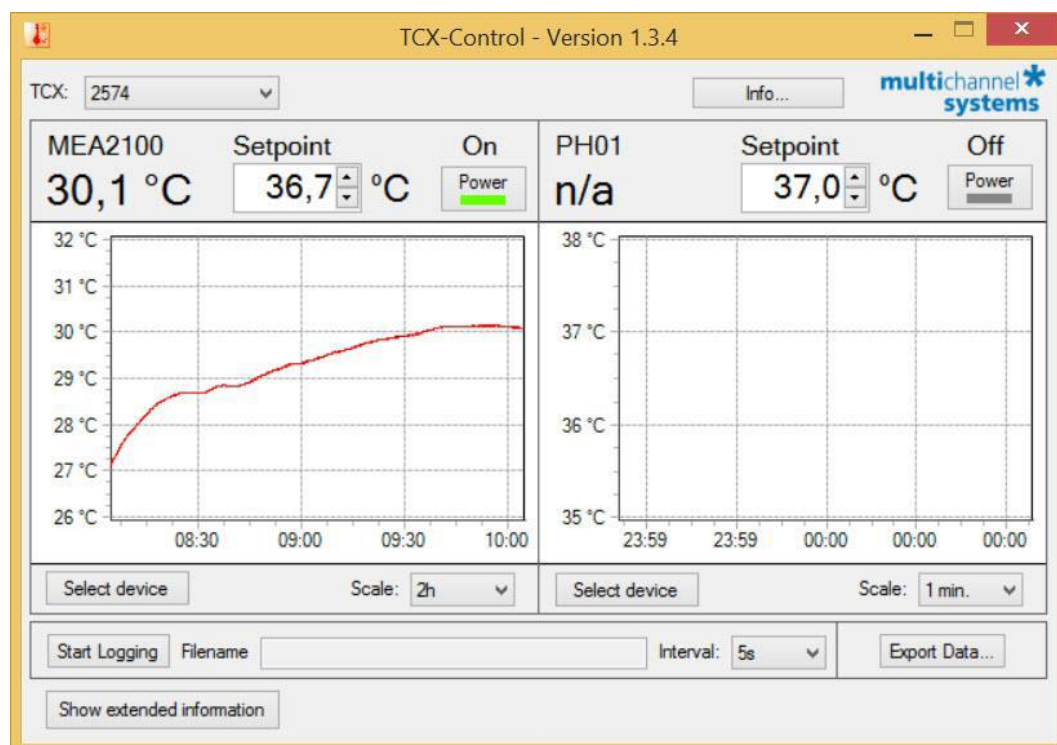 TCX-Control - Version 1.3.4
TCX: 2574 Info... multichannel systems
MEA2100 Setpoint On
30,1 °C 36,7 °C Power
PH01 Setpoint Off
n/a 37,0 °C Power
32 °C
31 °C
30 °C
29 °C
28 °C
27 °C
26 °C
08:30 09:00 09:30 10:00
38 °C
37 °C
36 °C
35 °C
23:59 23:59 00:00 00:00 00:00
Select device Scale: 2h
Select device Scale: 1 min.
Start Logging Filename Interval: 5s Export Data...
Show extended information